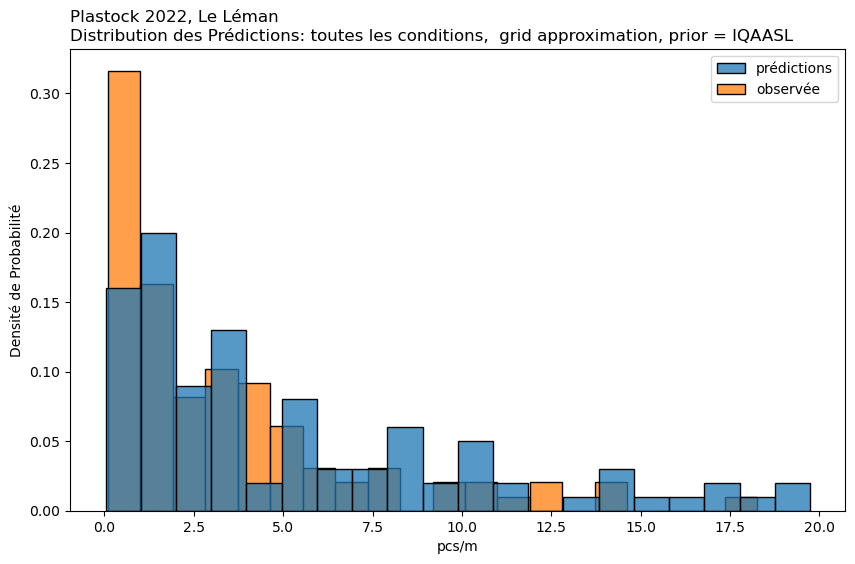 Plastock 2022, Le Léman
Distribution des Prédictions: toutes les conditions,  grid approximation, prior = IQAASL
prédictions
observée
0.30
0.25
0.20
0.15
0.10
0.05
0.00
Densité de Probabilité
0.0
2.5
5.0
7.5
10.0
12.5
15.0
17.5
20.0
pcs/m